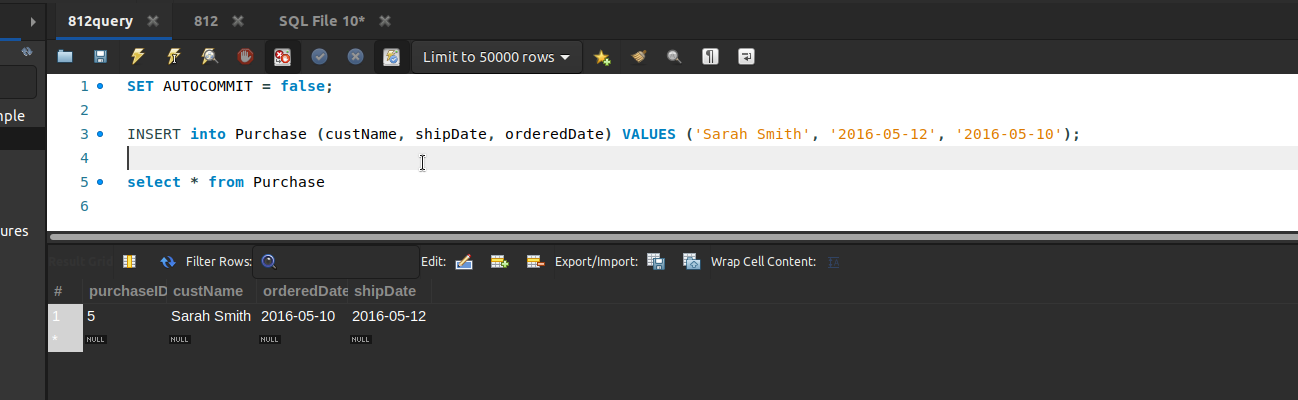 812query 812 SQL File 10*
Limit to 50000 rows
1 SET AUTOCOMMIT = false;
2
3 INSERT into Purchase (custName, shipDate, orderedDate) VALUES ('Sarah Smith', '2016-05-12', '2016-05-10');
4
5 select * from Purchase
6
nple
ures
Result Grid Filter Rows: Edit: Export/Import: Wrap Cell Content:
# purchaseID custName orderedDate shipDate
1 5 Sarah Smith 2016-05-10 2016-05-12
* NULL NULL NULL NULL